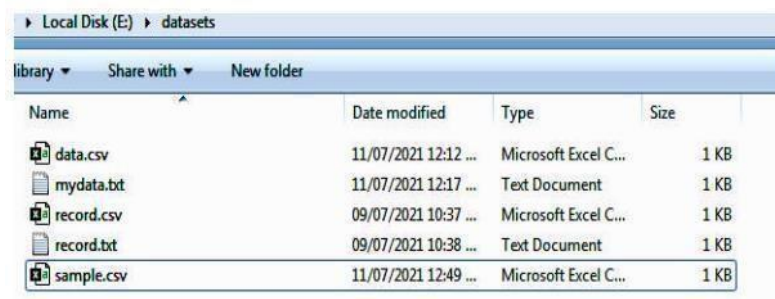 Local Disk (E:) datasets
library Share with New folder
Name Date modified Type Size
data.csv 11/07/2021 12:12 ... Microsoft Excel C... 1 KB
mydata.txt 11/07/2021 12:17 ... Text Document 1 KB
record.csv 09/07/2021 10:37 ... Microsoft Excel C... 1 KB
record.txt 09/07/2021 10:38 ... Text Document 1 KB
sample.csv 11/07/2021 12:49 ... Microsoft Excel C... 1 KB